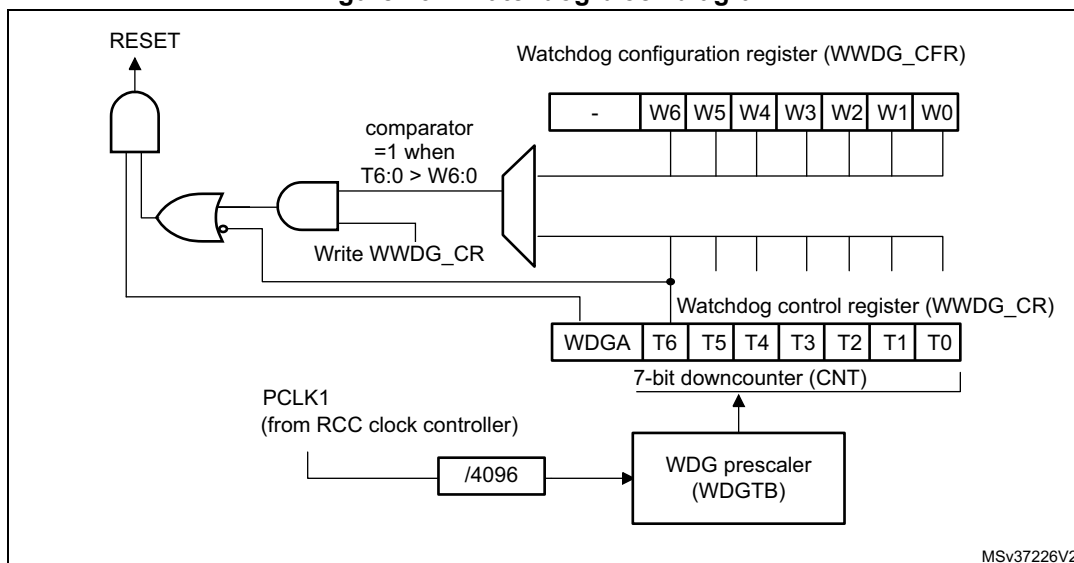 RESET
Watchdog configuration register (WWDG_CFR)
- W6 W5 W4 W3 W2 W1 W0
comparator
=1 when
T6:0 > W6:0
Write WWDG_CR
Watchdog control register (WWDG_CR)
WDGA T6 T5 T4 T3 T2 T1 T0
7-bit downcounter (CNT)
PCLK1
(from RCC clock controller)
/4096
WDG prescaler
(WDGTB)
MSv37226V2